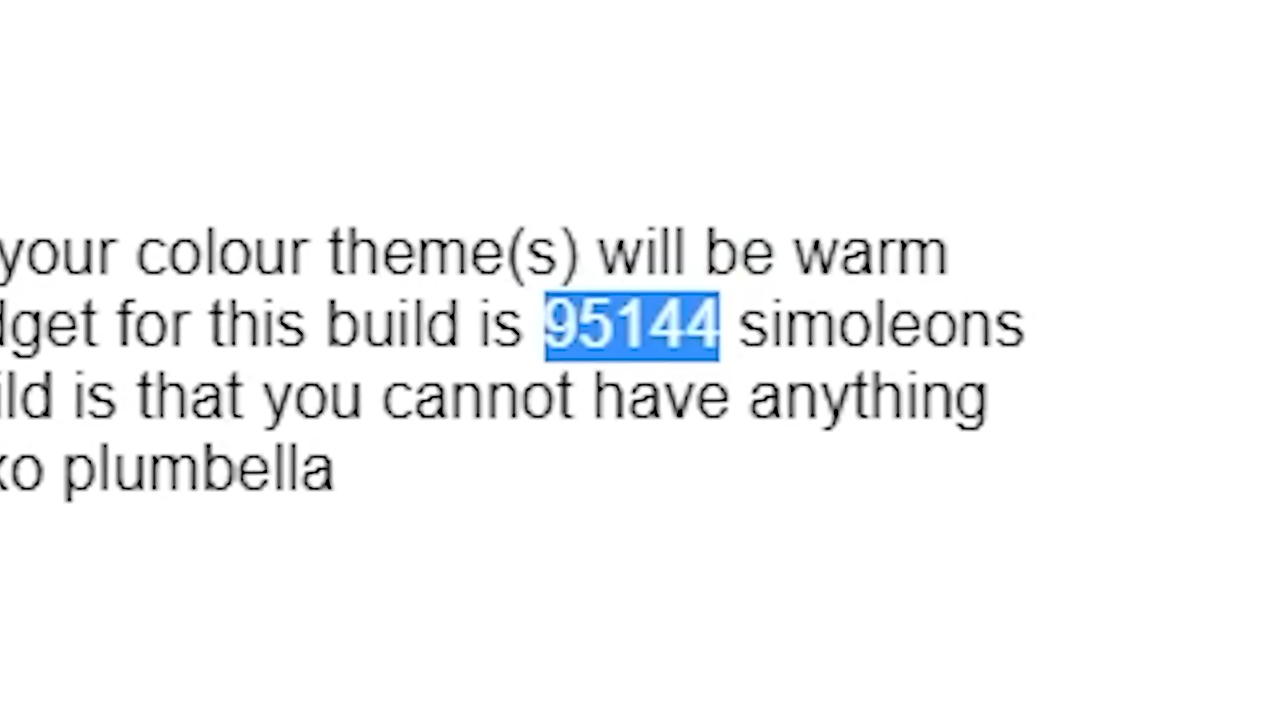 your colour theme(s) will be warm
dget for this build is 95144 simoleons
ild is that you cannot have anything
xo plumbella